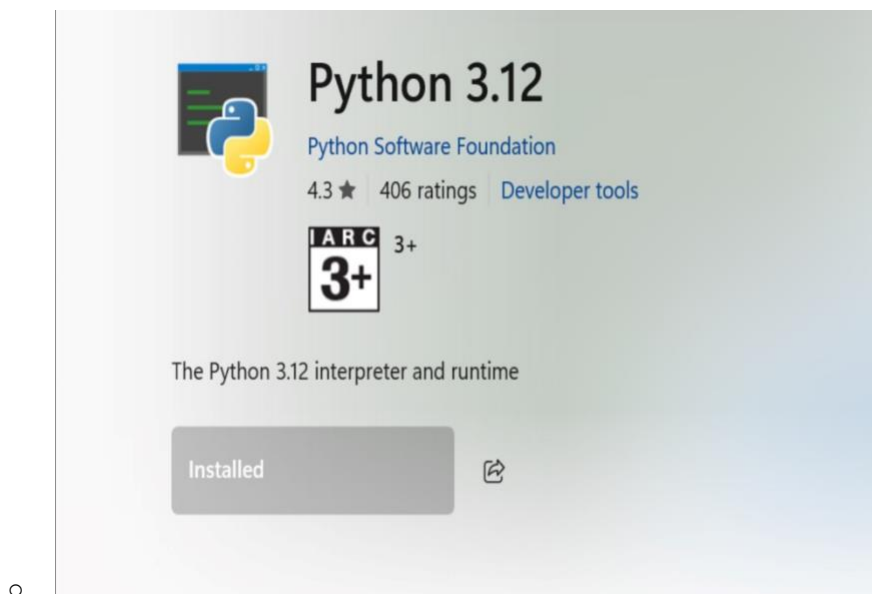 Python 3.12
Python Software Foundation
4.3 ★ 406 ratings Developer tools
IARC
3+ 3+
The Python 3.12 interpreter and runtime
Installed